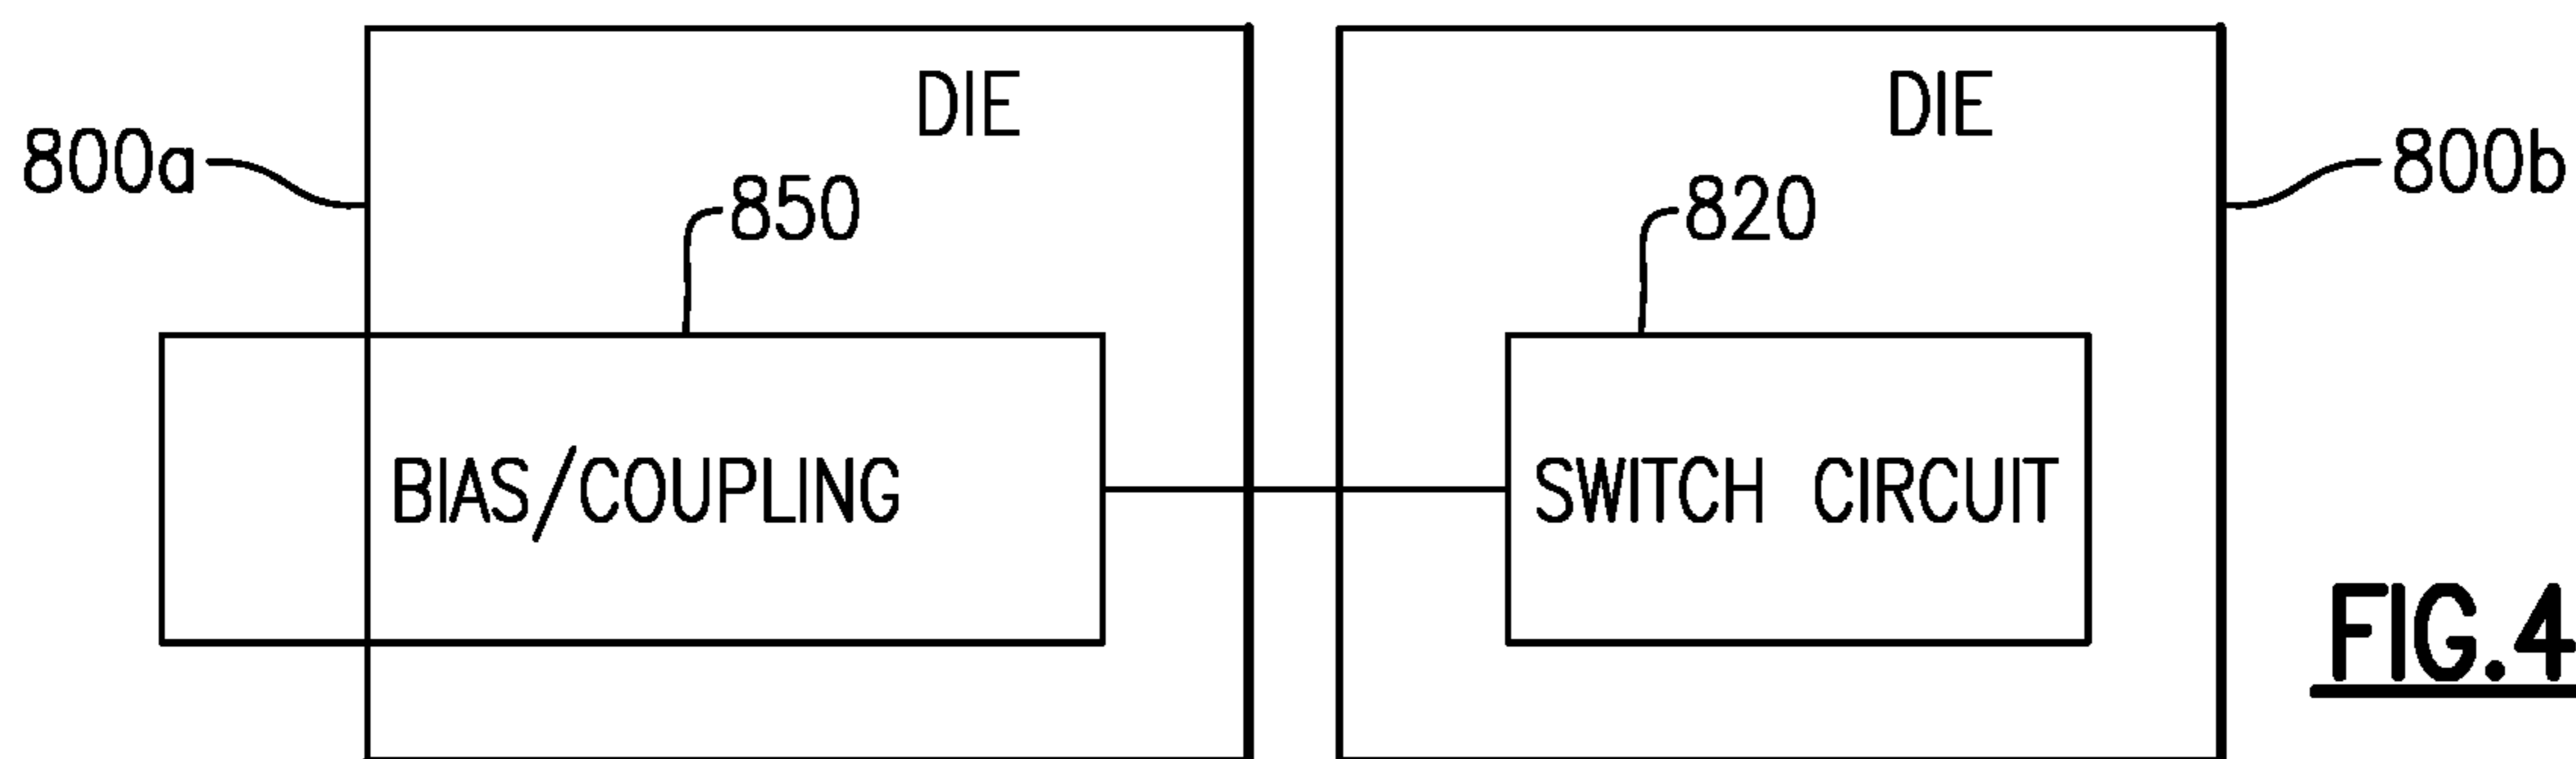 DIE
DIE
800a
800b
850
820
BIAS/COUPLING
SWITCH CIRCUIT
FIG.4